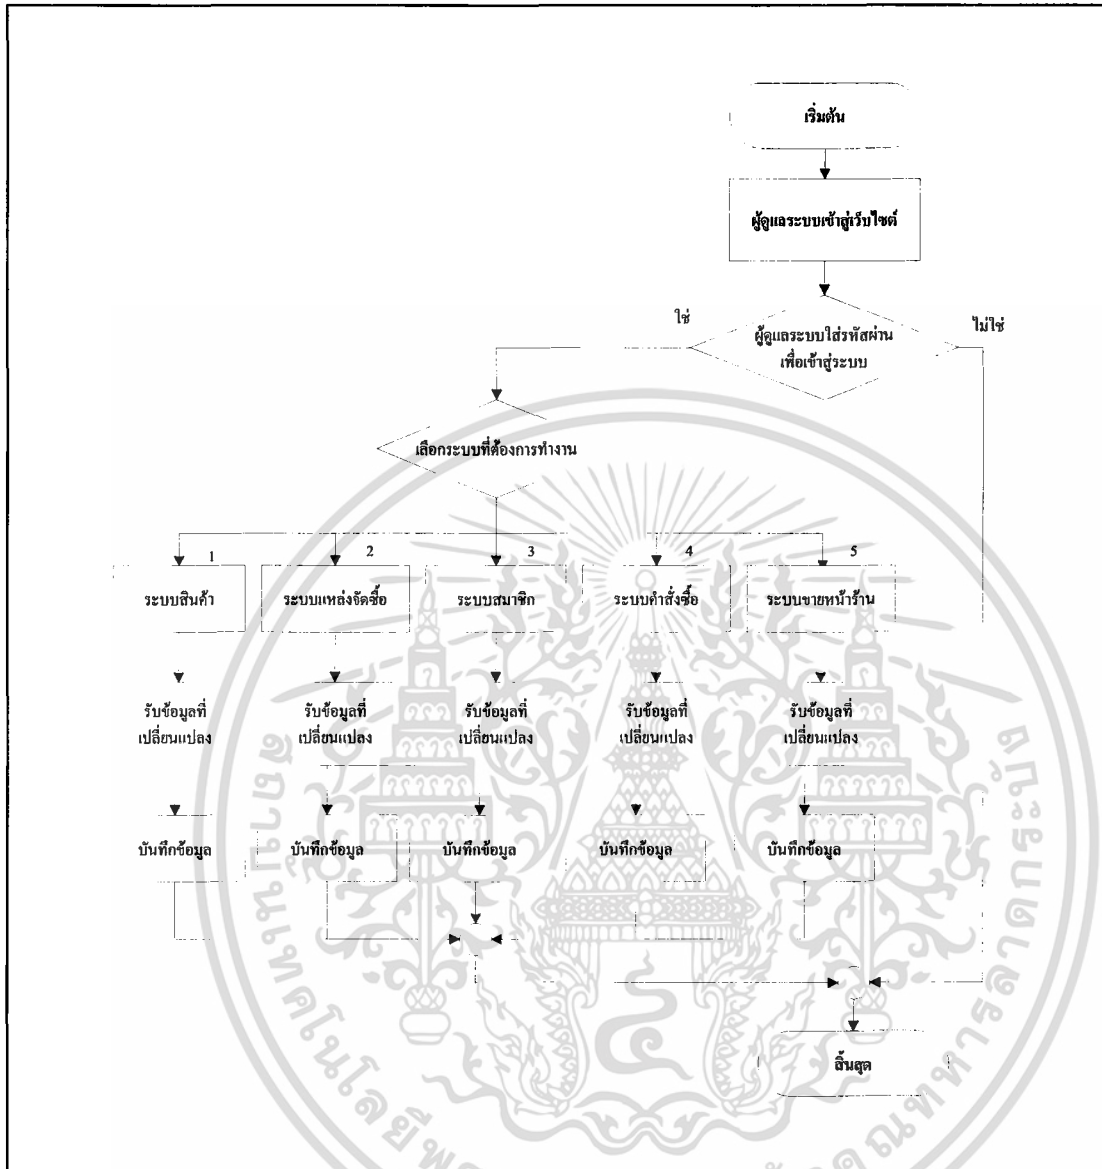 เริ่มต้น
ผู้ดูแลระบบเข้าสู่เว็บไซต์
ใช่
ผู้ดูแลระบบใส่รหัสผ่าน
เพื่อเข้าสู่ระบบ
ไม่ใช่
เลือกระบบที่ต้องการทำงาน
1
2
3
4
5
ระบบสินค้า
ระบบแหล่งจัดซื้อ
ระบบสมาชิก
ระบบคำสั่งซื้อ
ระบบขายหน้าร้าน
รับข้อมูลที่
เปลี่ยนแปลง
รับข้อมูลที่
เปลี่ยนแปลง
รับข้อมูลที่
เปลี่ยนแปลง
รับข้อมูลที่
เปลี่ยนแปลง
รับข้อมูลที่
เปลี่ยนแปลง
บันทึกข้อมูล
บันทึกข้อมูล
บันทึกข้อมูล
บันทึกข้อมูล
บันทึกข้อมูล
สิ้นสุด